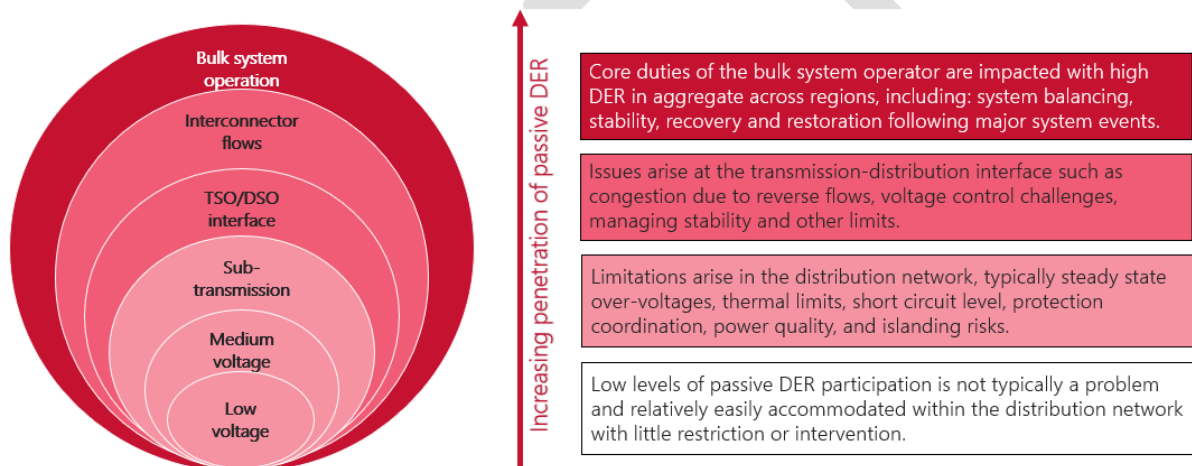 Bulk system
operation
Interconnector
flows
TSO/DSO
interface
Sub-
transmission
Medium
voltage
Low
voltage
Increasing penetration of passive DER
Core duties of the bulk system operator are impacted with high
DER in aggregate across regions, including: system balancing,
stability, recovery and restoration following major system events.
Issues arise at the transmission-distribution interface such as
congestion due to reverse flows, voltage control challenges,
managing stability and other limits.
Limitations arise in the distribution network, typically steady state
over-voltages, thermal limits, short circuit level, protection
coordination, power quality, and islanding risks.
Low levels of passive DER participation is not typically a problem
and relatively easily accommodated within the distribution network
with little restriction or intervention.